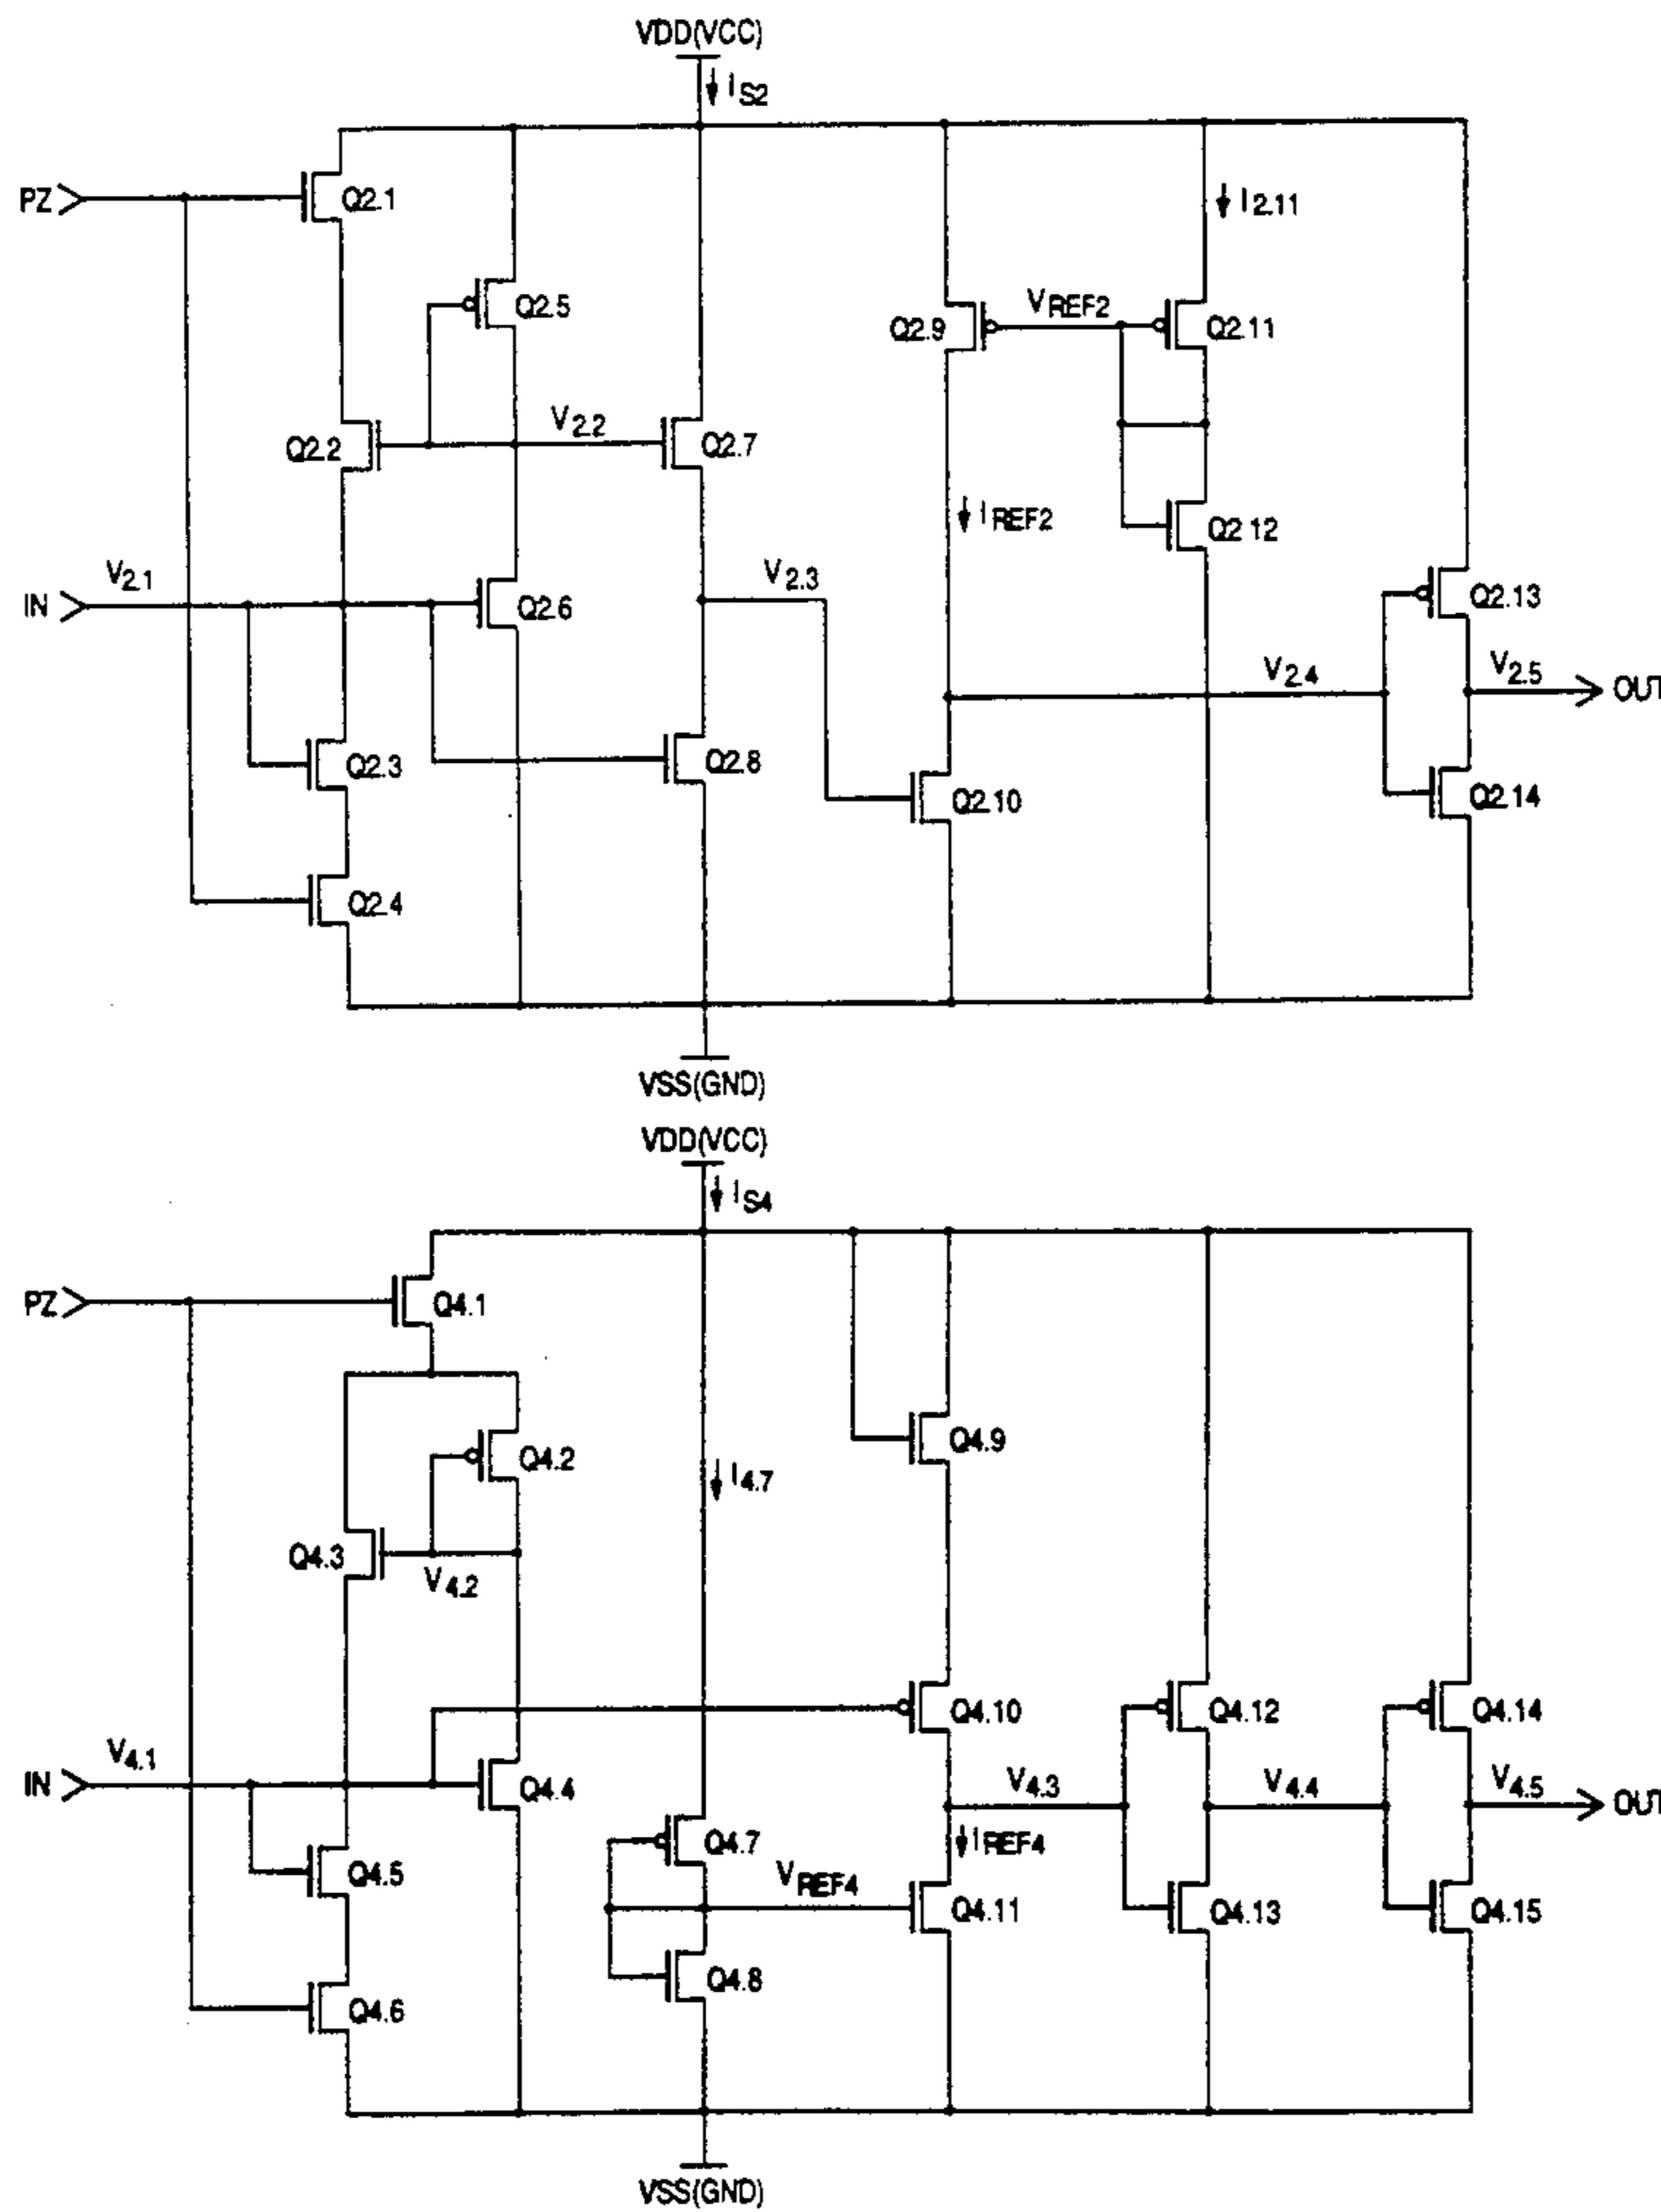 VDD(VCC)
IS2
PZ
Q2.1
I2.11
Q2.5
Q2.9
VREF2
Q2.11
Q2.2
V2.2
Q2.7
IREF2
Q2.12
IN
V2.1
Q2.6
V2.3
Q2.13
V2.4
V2.5
OUT
Q2.3
Q2.8
Q2.10
Q2.14
Q2.4
VSS(GND)
VDD(VCC)
IS4
PZ
Q4.1
Q4.2
I4.7
Q4.9
Q4.3
V4.2
Q4.10
Q4.12
Q4.14
IN
V4.1
Q4.4
V4.3
V4.4
V4.5
OUT
Q4.5
Q4.7
IREF4
VREF4
Q4.11
Q4.13
Q4.15
Q4.8
Q4.6
VSS(GND)